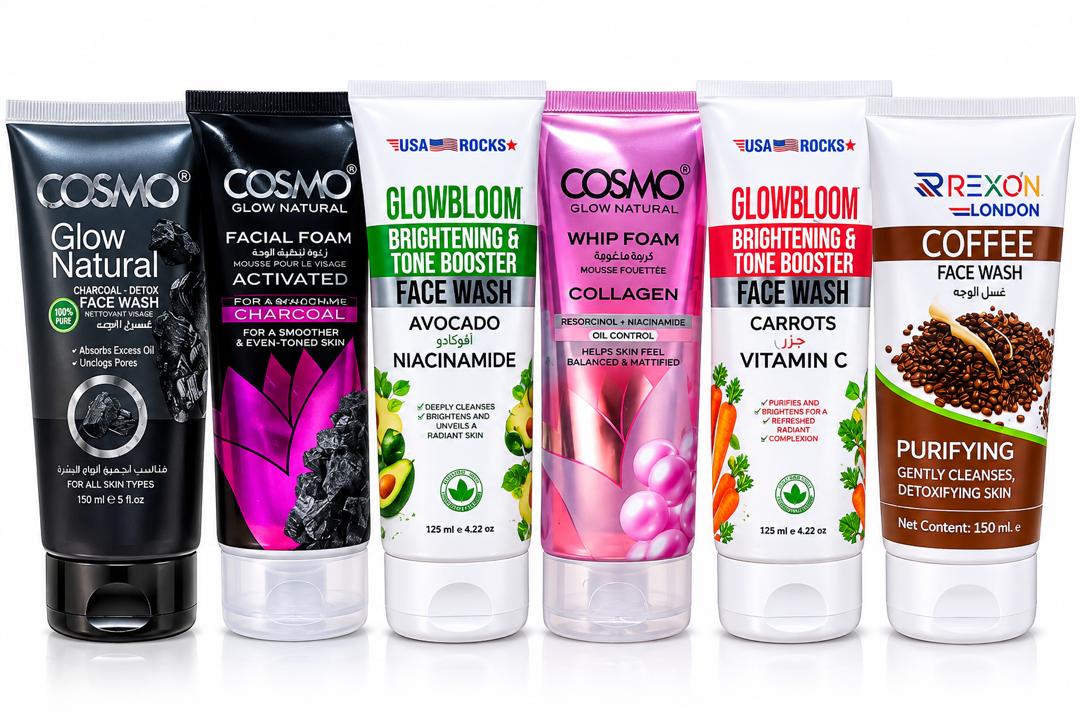 COSMO®
Glow
Natural
CHARCOAL - DETOX
FACE WASH
NETTOYANT VISAGE
100%
PURE
✓ Absorbs Excess Oil
✓ Unclogs Pores
FOR ALL SKIN TYPES
150 ml e 5 fl.oz
COSMO®
GLOW NATURAL
FACIAL FOAM
MOUSSE POUR LE VISAGE
ACTIVATED
CHARCOAL
FOR A SMOOTHER
& EVEN-TONED SKIN
USA ROCKS
GLOWBLOOM
BRIGHTENING &
TONE BOOSTER
FACE WASH
AVOCADO
أفوكادو
NIACINAMIDE
✓ DEEPLY CLEANSES
✓ BRIGHTENS AND
UNVEILS A
RADIANT SKIN
125 ml e 4.22 oz
COSMO®
GLOW NATURAL
WHIP FOAM
MOUSSE FOUETTÉE
COLLAGEN
RESORCINOL + NIACINAMIDE
OIL CONTROL
HELPS SKIN FEEL
BALANCED & MATTIFIED
USA ROCKS
GLOWBLOOM
BRIGHTENING &
TONE BOOSTER
FACE WASH
CARROTS
جزر
VITAMIN C
✓ PURIFIES AND
✓ BRIGHTENS FOR A
✓ REFRESHED
RADIANT
✓ COMPLEXION
125 ml e 4.22 oz
REXON
LONDON
COFFEE
FACE WASH
غسل الوجه
PURIFYING
GENTLY CLEANSES,
DETOXIFYING SKIN
Net Content: 150 ml. e